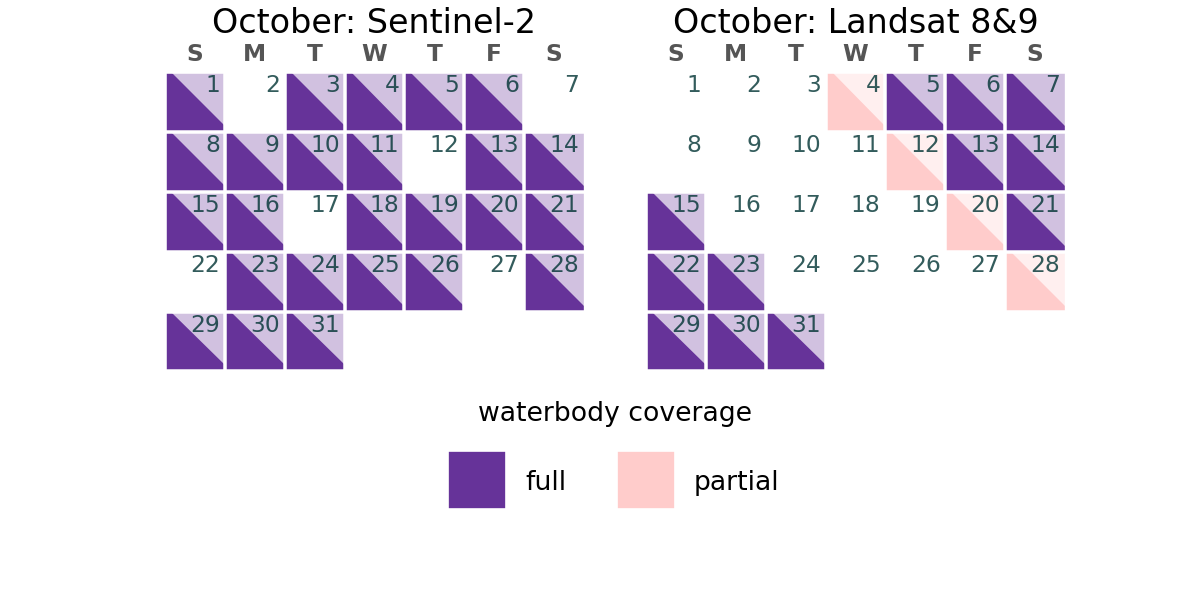 October: Sentinel-2
S M T W T F S
1 2 3 4 5 6 7
8 9 10 11 12 13 14
15 16 17 18 19 20 21
22 23 24 25 26 27 28
29 30 31
October: Landsat 8&9
S M T W T F S
1 2 3 4 5 6 7
8 9 10 11 12 13 14
15 16 17 18 19 20 21
22 23 24 25 26 27 28
29 30 31
waterbody coverage
full partial